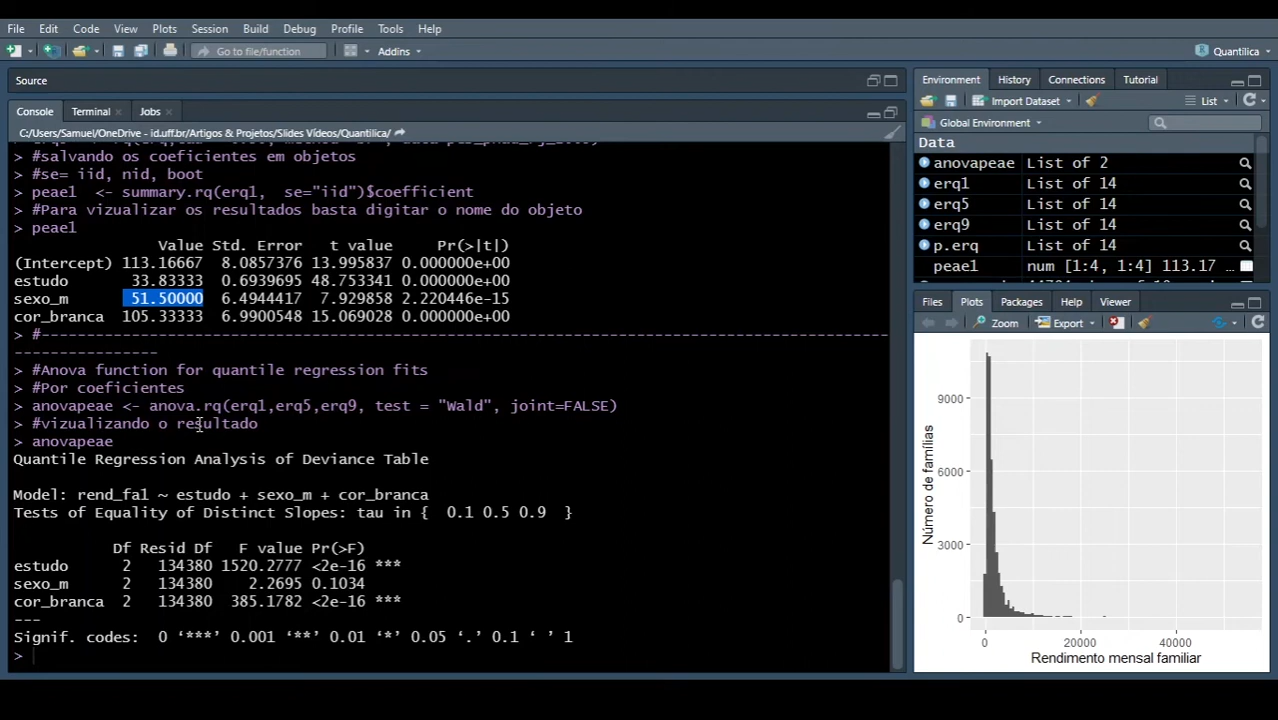 File Edit Code View Plots Session Build Debug Profile Tools Help
Go to file/function Addins Quantilica
Source
Console Terminal Jobs
C:/Users/Samuel/OneDrive - id.uff.br/Artigos & Projetos/Slides Vídeos/Quantilica/
> #salvando os coeficientes em objetos
> #se= iid, nid, boot
> peae1  <- summary.rq(erq1,  se="iid")$coefficient
> #Para vizualizar os resultados basta digitar o nome do objeto
> peae1
Value Std. Error t value Pr(>|t|)
(Intercept) 113.16667 8.0857376 13.995837 0.000000e+00
estudo 33.83333 0.6939695 48.753341 0.000000e+00
sexo_m 51.50000 6.4944417 7.929858 2.220446e-15
cor_branca 105.33333 6.9900548 15.069028 0.000000e+00
> #-----------------------------------------------------------------------------------------------
----------------
> #Anova function for quantile regression fits
> #Por coeficientes
> anovapeae <- anova.rq(erq1,erq5,erq9, test = "Wald", joint=FALSE)
> #vizualizando o resultado
> anovapeae
Quantile Regression Analysis of Deviance Table
Model: rend_fa1 ~ estudo + sexo_m + cor_branca
Tests of Equality of Distinct Slopes: tau in {  0.1 0.5 0.9  }
Df Resid Df F value Pr(>F)
estudo 2 134380 1520.2777 <2e-16 ***
sexo_m 2 134380 2.2695 0.1034
cor_branca 2 134380 385.1782 <2e-16 ***
---
Signif. codes:  0 ‘***’ 0.001 ‘**’ 0.01 ‘*’ 0.05 ‘.’ 0.1 ‘ ’ 1
>
Environment History Connections Tutorial
Import Dataset List
Global Environment
Data
anovapeae List of 2
erq1 List of 14
erq5 List of 14
erq9 List of 14
p.erq List of 14
peae1 num [1:4, 1:4] 113.17 ...
Files Plots Packages Help Viewer
Zoom Export
Número de famílias
9000
6000
3000
0
0 20000 40000
Rendimento mensal familiar